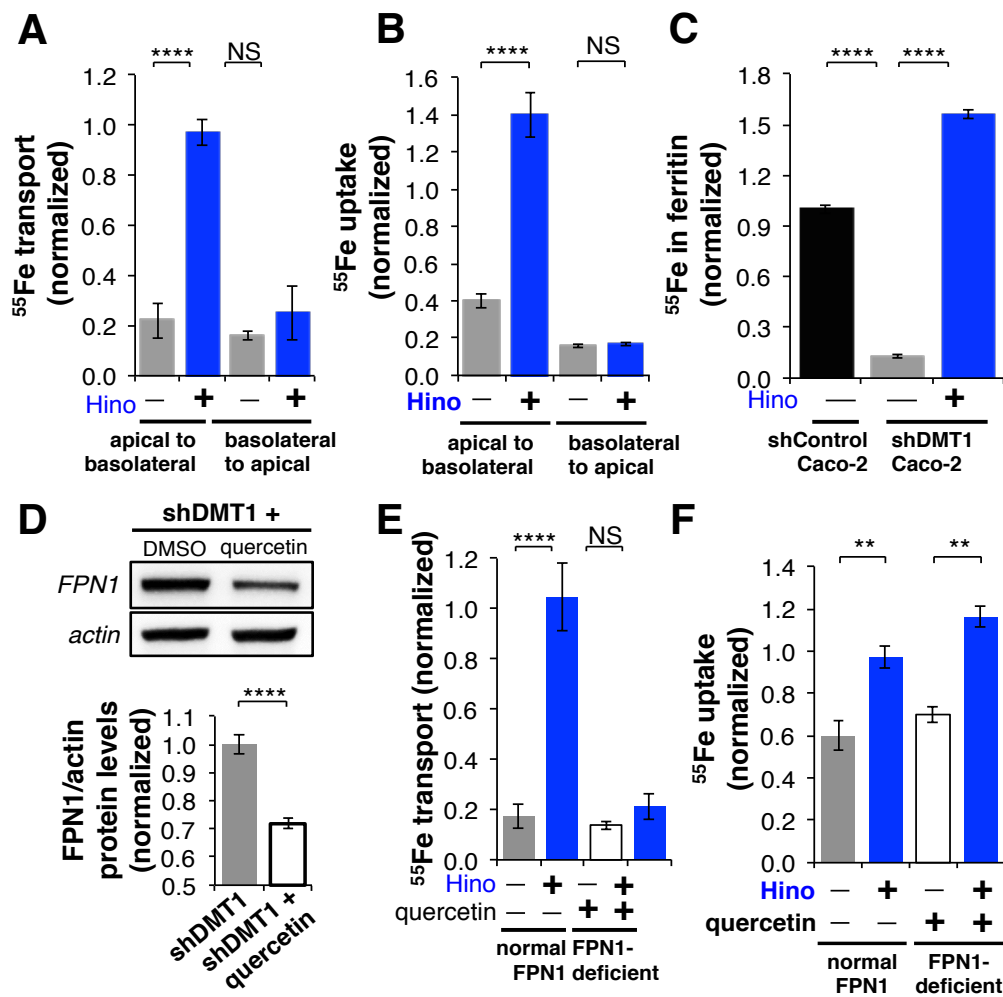 A
⁵⁵Fe transport
(normalized)
1.2
1.0
0.8
0.6
0.4
0.2
0.0
**** NS
Hino — + — +
apical to basolateral
basolateral to apical
B
⁵⁵Fe uptake
(normalized)
1.6
1.4
1.2
1.0
0.8
0.6
0.4
0.2
0.0
**** NS
Hino — + — +
apical to basolateral
basolateral to apical
C
⁵⁵Fe in ferritin
(normalized)
1.8
1.5
1.2
0.9
0.6
0.3
0.0
**** ****
Hino — — +
shControl shDMT1
Caco-2 Caco-2
D
shDMT1 +
DMSO quercetin
FPN1
actin
FPN1/actin
protein levels
(normalized)
1.1
1.0
0.9
0.8
0.7
0.6
0.5
****
shDMT1
shDMT1 +
quercetin
E
⁵⁵Fe transport (normalized)
1.2
1.0
0.8
0.6
0.4
0.2
0.0
**** NS
Hino — + — +
quercetin — — + +
normal FPN1-
FPN1 deficient
F
⁵⁵Fe uptake
(normalized)
1.4
1.2
1.0
0.8
0.6
0.4
0.2
0.0
** **
Hino — + — +
quercetin — — + +
normal FPN1-
FPN1 deficient